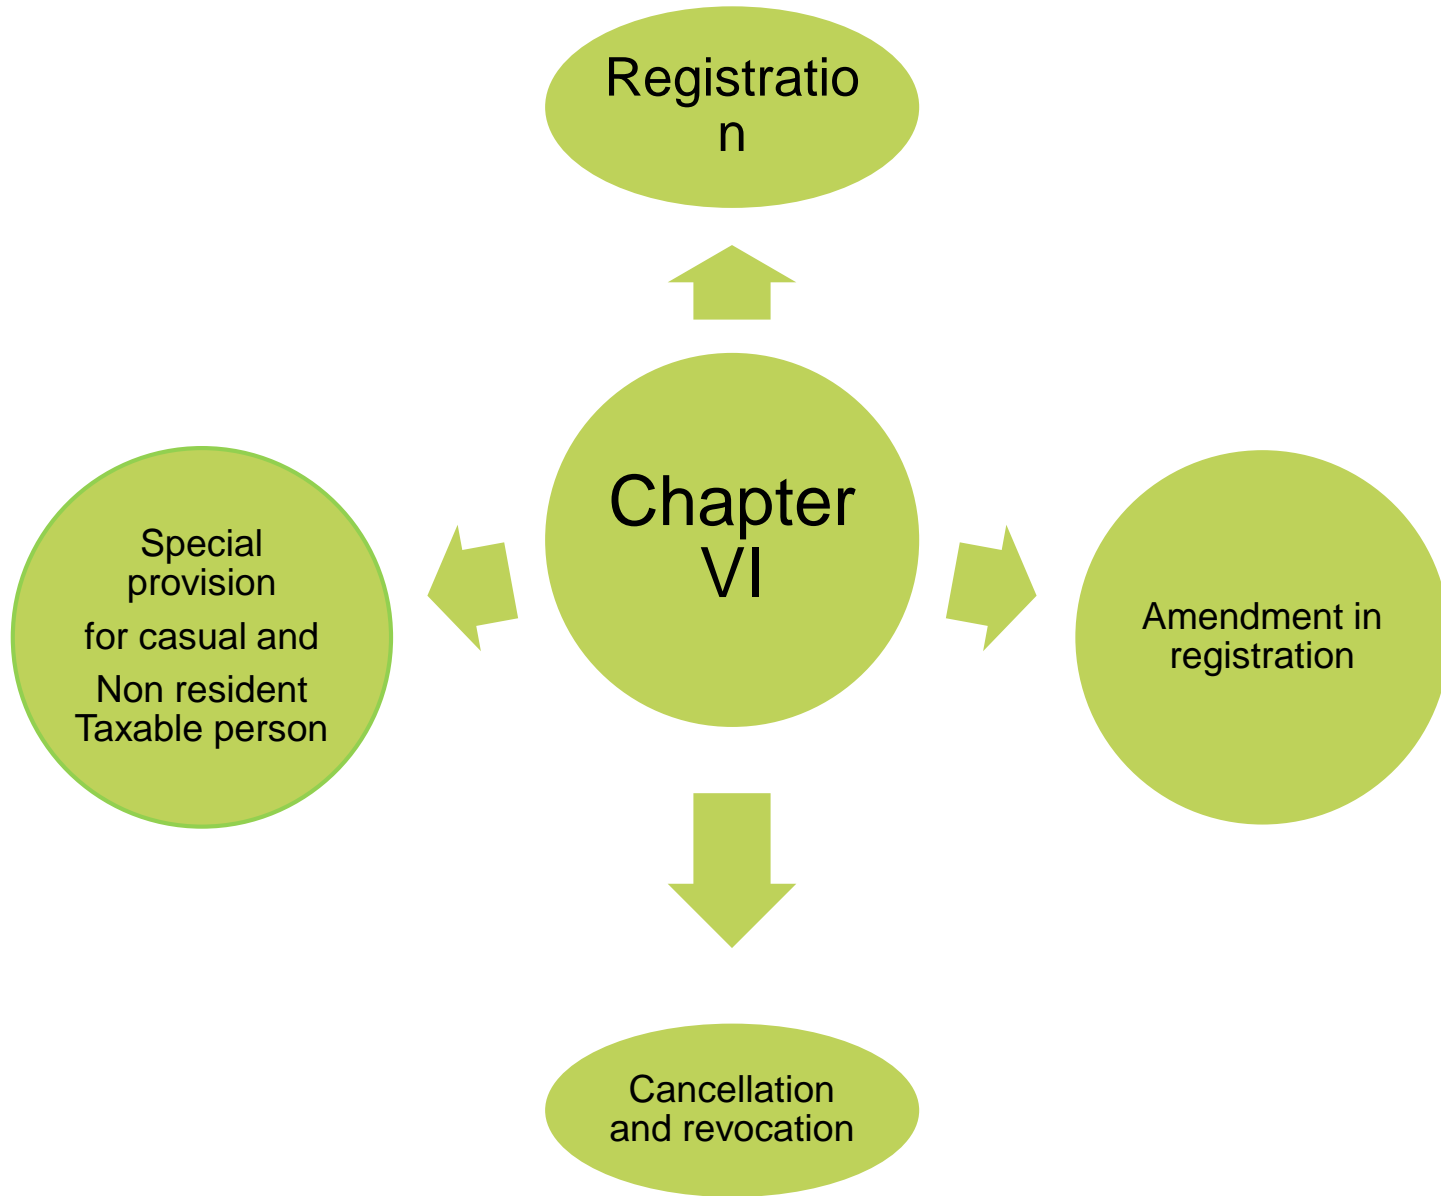 Registratio
n
Chapter
VI
Special
provision
for casual and
Non resident
Taxable person
Amendment in
registration
Cancellation
and revocation